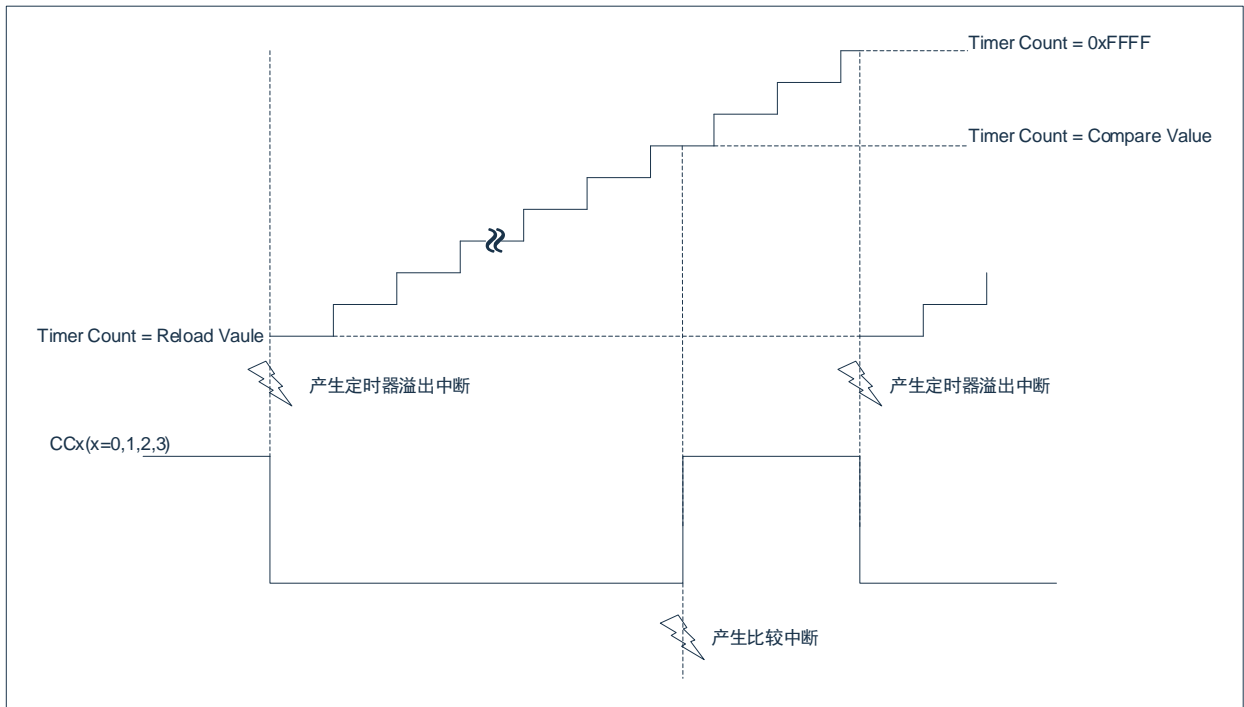 Timer Count = 0xFFFF
Timer Count = Compare Value
Timer Count = Reload Vaule
产生定时器溢出中断
产生定时器溢出中断
CCx(x=0,1,2,3)
产生比较中断